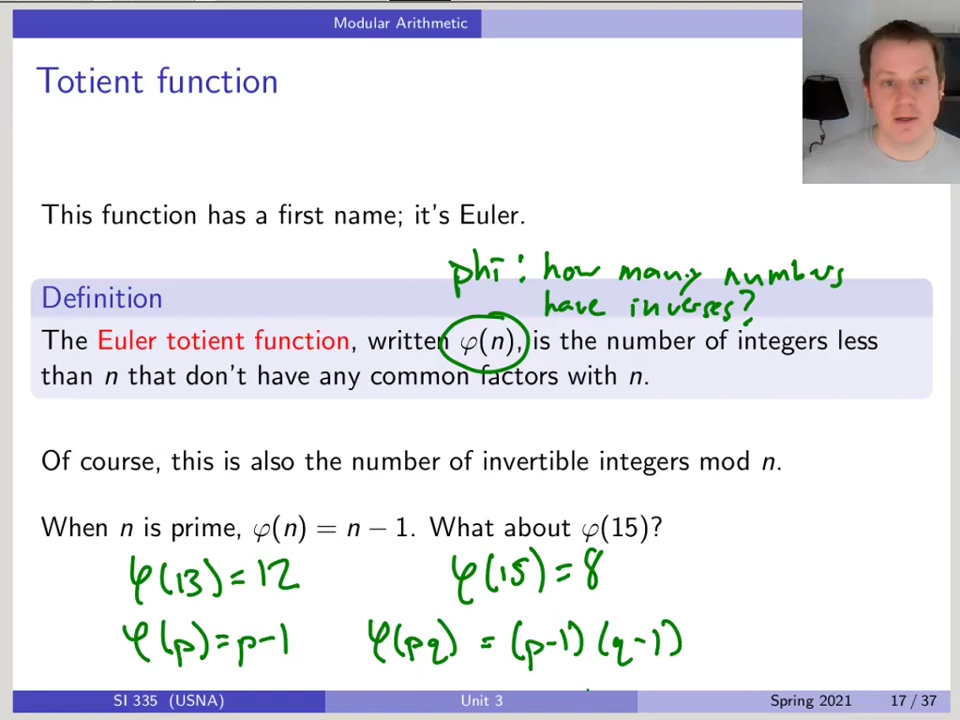 Modular Arithmetic
Totient function
This function has a first name; it's Euler.
phi : how many numbers
have inverses?
Definition
The Euler totient function, written φ(n), is the number of integers less
than n that don't have any common factors with n.
Of course, this is also the number of invertible integers mod n.
When n is prime, φ(n) = n − 1. What about φ(15)?
φ(13) = 12 φ(15) = 8
φ(p) = p-1 φ(pq) = (p-1) (q-1)
SI 335 (USNA) Unit 3 Spring 2021 17 / 37